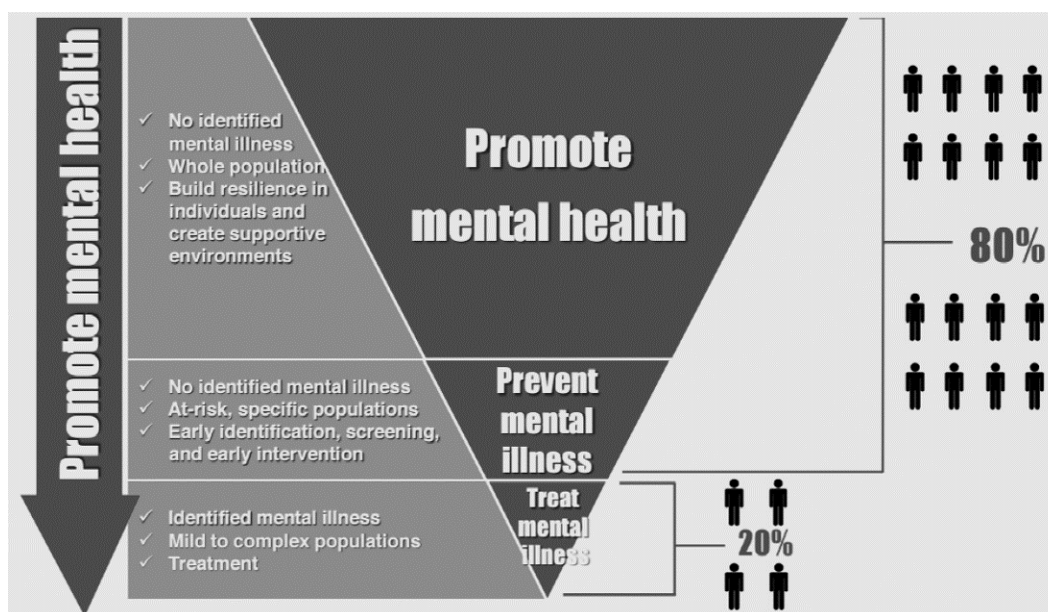 Promote mental health
✓ No identified
mental illness
✓ Whole population
✓ Build resilience in
individuals and
create supportive
environments
Promote
mental health
80%
✓ No identified mental illness
✓ At-risk, specific populations
✓ Early identification, screening,
and early intervention
Prevent
mental
illness
✓ Identified mental illness
✓ Mild to complex populations
✓ Treatment
Treat
mental
illness
20%